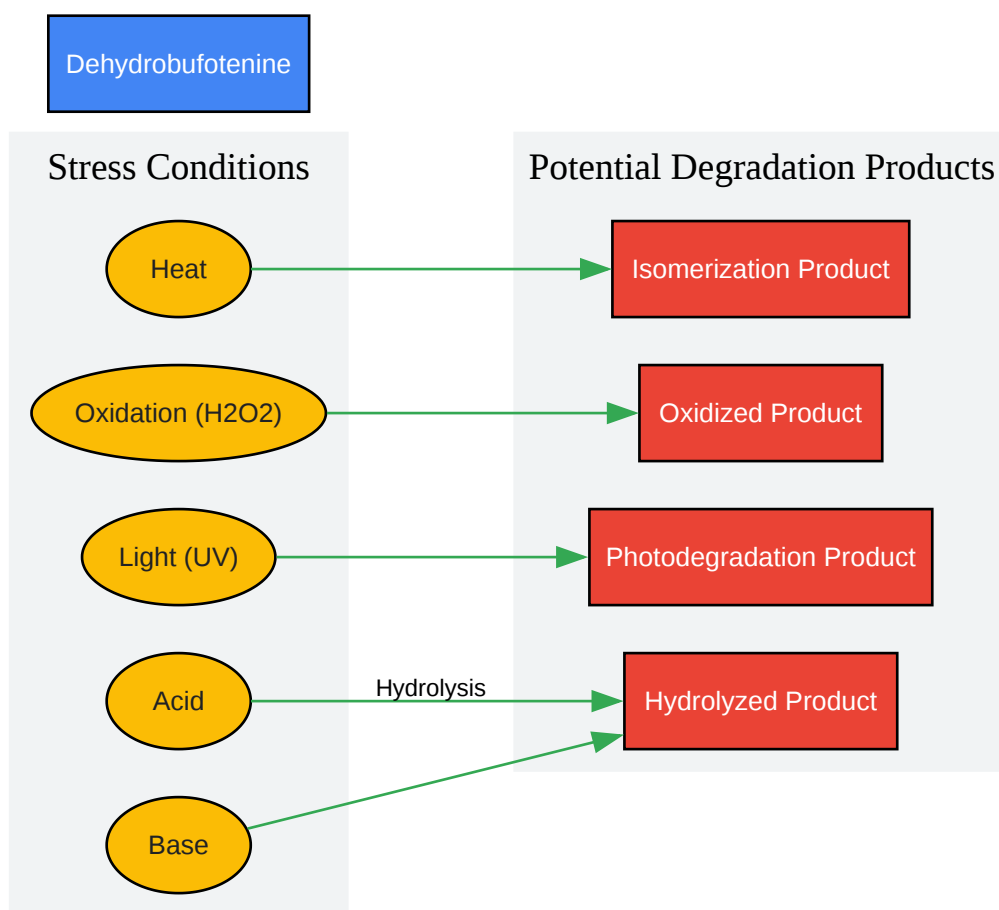 Dehydrobufotenine
Stress Conditions
Potential Degradation Products
Heat
Isomerization Product
Oxidation (H2O2)
Oxidized Product
Light (UV)
Photodegradation Product
Acid
Hydrolysis
Hydrolyzed Product
Base